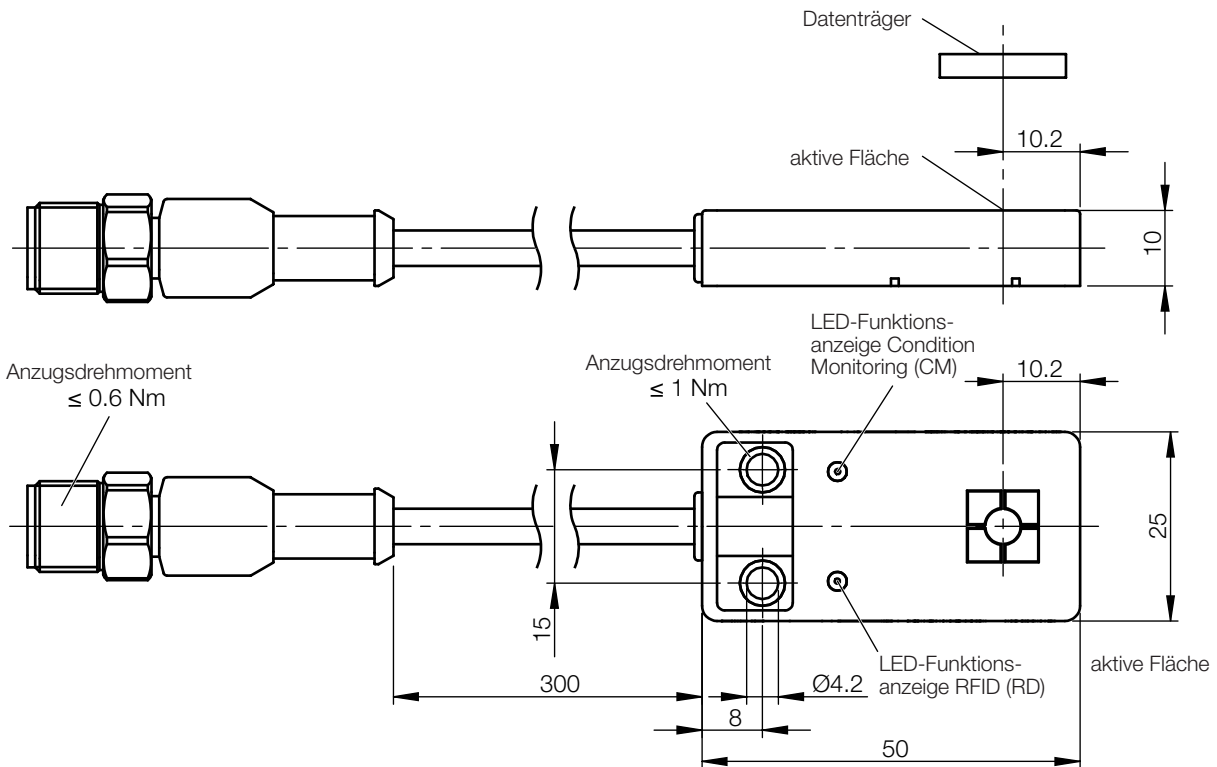 Datenträger
10.2
aktive Fläche
10
LED-Funktions-
anzeige Condition
Monitoring (CM)
Anzugsdrehmoment
≤ 1 Nm
10.2
Anzugsdrehmoment
≤ 0.6 Nm
25
15
LED-Funktions-
anzeige RFID (RD)
aktive Fläche
300
Ø4.2
8
50